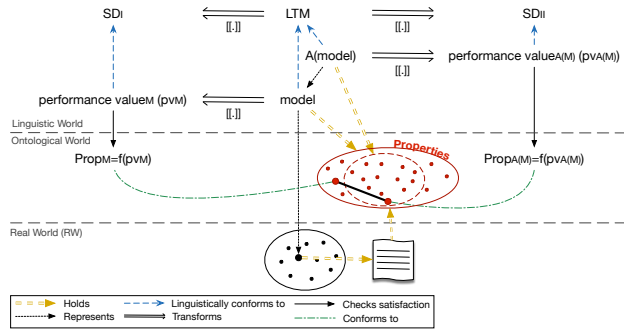 SDI LTM SDII
[[.]] [[.]]
A(model) performance valueA(M) (pvA(M))
[[.]]
performance valueM (pvM) model
[[.]]
Linguistic World
Ontological World
Properties
PropM=f(pvM) PropA(M)=f(pvA(M))
Real World (RW)
Holds Linguistically conforms to Checks satisfaction
Represents Transforms Conforms to